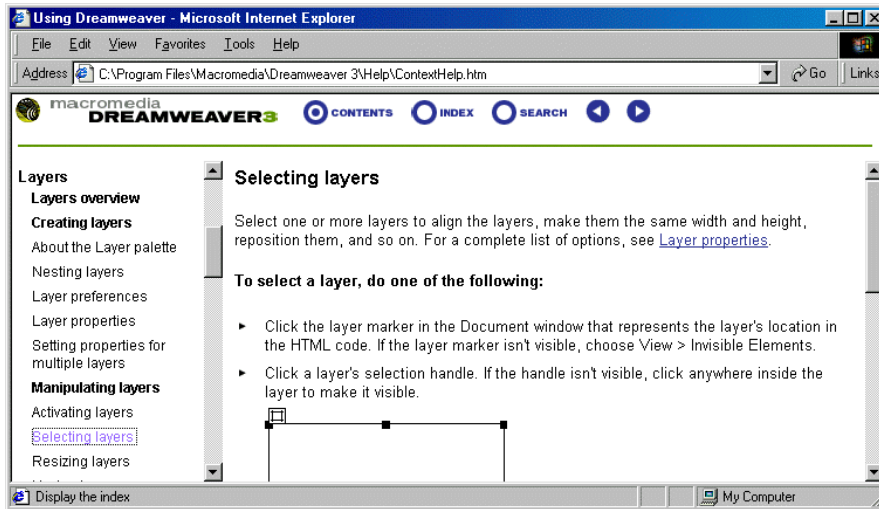 Using Dreamweaver - Microsoft Internet Explorer
File Edit View Favorites Tools Help
Address C:\Program Files\Macromedia\Dreamweaver 3\Help\ContextHelp.htm Go Links
macromedia
DREAMWEAVER3 CONTENTS INDEX SEARCH
Layers
Layers overview
Creating layers
About the Layer palette
Nesting layers
Layer preferences
Layer properties
Setting properties for
multiple layers
Manipulating layers
Activating layers
Selecting layers
Resizing layers
Selecting layers
Select one or more layers to align the layers, make them the same width and height,
reposition them, and so on. For a complete list of options, see Layer properties.
To select a layer, do one of the following:
Click the layer marker in the Document window that represents the layer's location in
the HTML code. If the layer marker isn't visible, choose View > Invisible Elements.
Click a layer's selection handle. If the handle isn't visible, click anywhere inside the
layer to make it visible.
Display the index My Computer